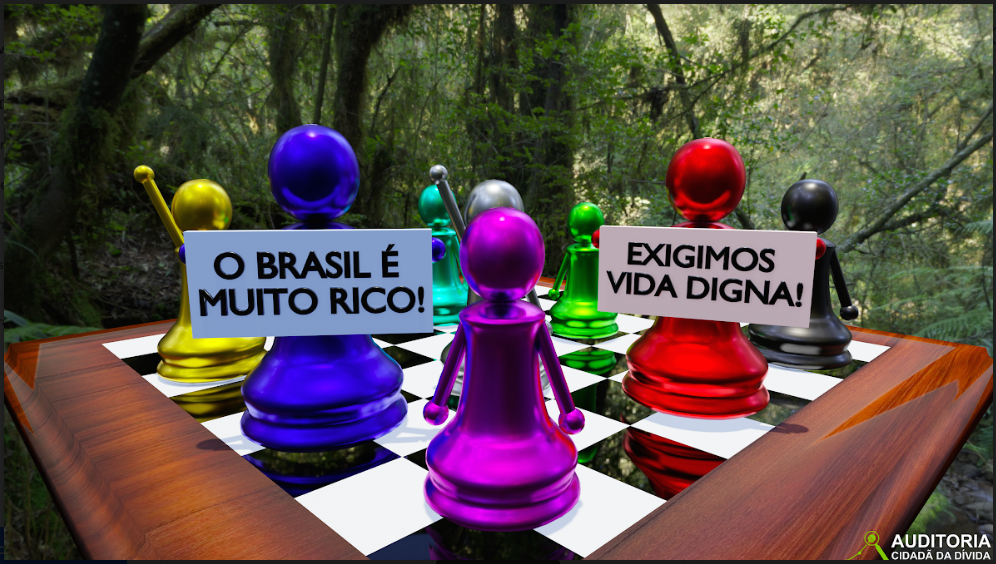 O BRASIL É
MUITO RICO!
EXIGIMOS
VIDA DIGNA!
AUDITORIA
CIDADÃ DA DÍVIDA